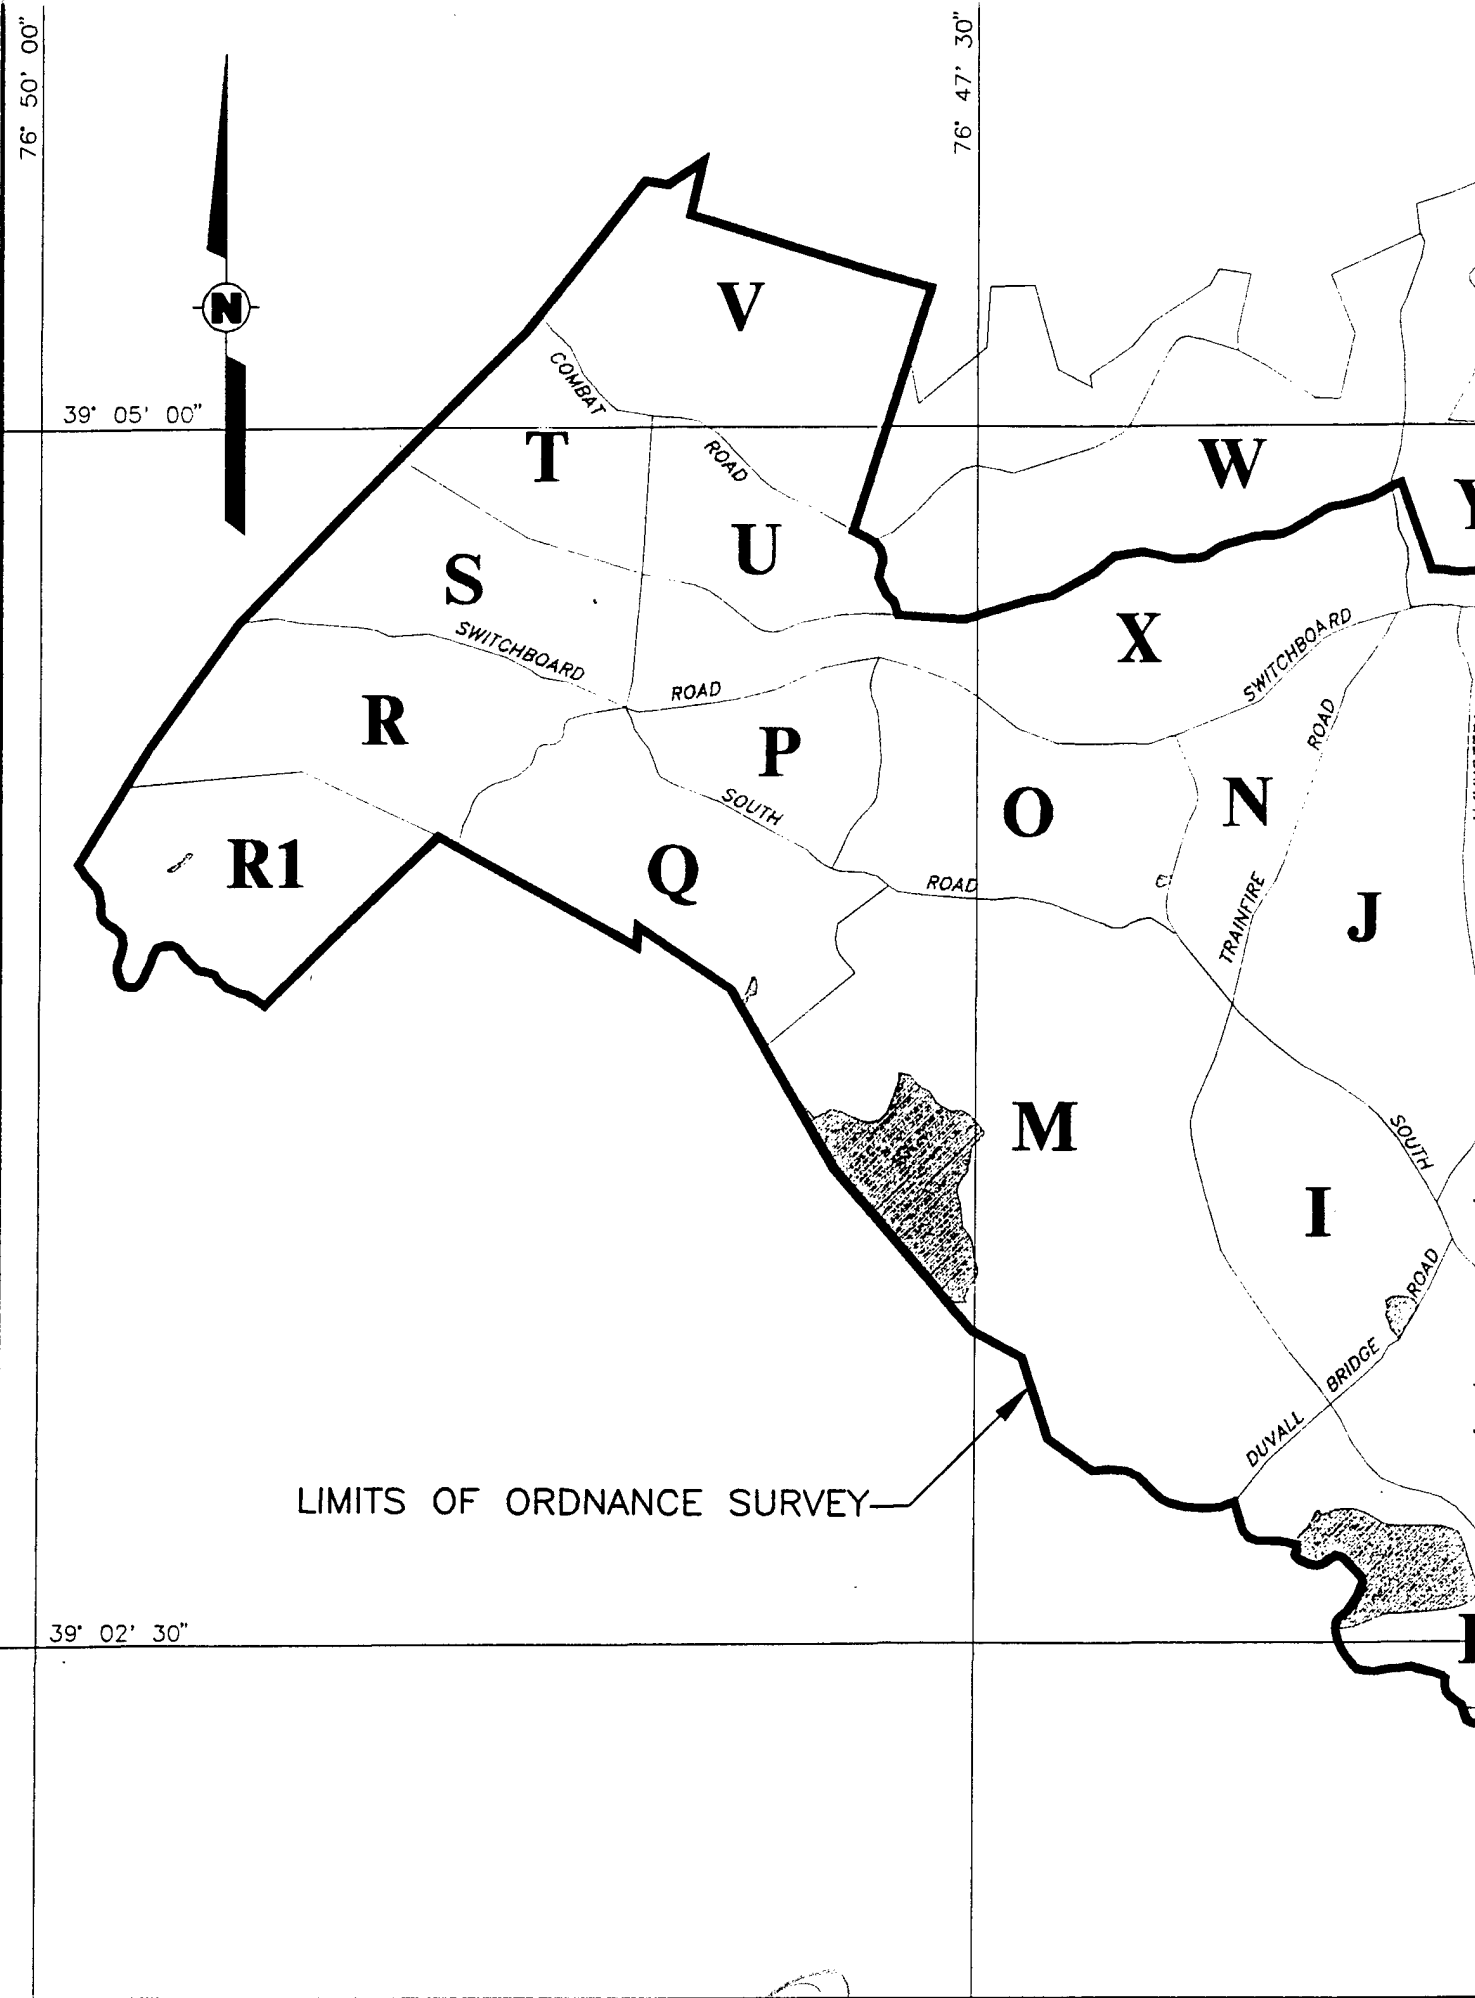 76° 50' 00"
76° 47' 30"
V
N
COMBAT
39° 05' 00"
ROAD
T
W
U
S
X
SWITCHBOARD
SWITCHBOARD
ROAD
R
ROAD
P
N
SOUTH
O
R1
Q
ROAD
TRAINFIRE
J
M
SOUTH
I
ROAD
BRIDGE
DUVALL
LIMITS OF ORDNANCE SURVEY
39° 02' 30"